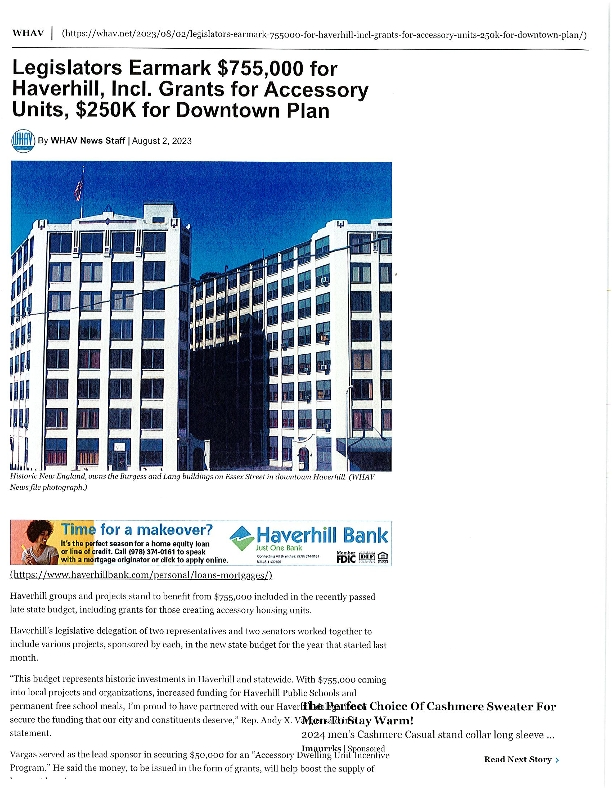 WHAV | (https://whav.net/2023/08/02/legislators-earmark-755000-for-haverhill-incl-grants-for-accessory-units-250k-for-downtown-plan/)
Legislators Earmark $755,000 for
Haverhill, Incl. Grants for Accessory
Units, $250K for Downtown Plan
WHAV By WHAV News Staff | August 2, 2023
Historic New England, owns the Burgess and Lang buildings on Essex Street in downtown Haverhill. (WHAV
News file photograph.)
Time for a makeover?
It's the perfect season for a home equity loan
or line of credit. Call (978) 374-0161 to speak
with a mortgage originator or click to apply online.
Haverhill Bank
Just One Bank
Member
FDIC
(https://www.haverhillbank.com/personal/loans-mortgages/)
Haverhill groups and projects stand to benefit from $755,000 included in the recently passed
late state budget, including grants for those creating accessory housing units.
Haverhill's legislative delegation of two representatives and two senators worked together to
include various projects, sponsored by each, in the new state budget for the year that started last
month.
"This budget represents historic investments in Haverhill and statewide. With $755,000 coming
into local projects and organizations, increased funding for Haverhill Public Schools and
permanent free school meals, I'm proud to have partnered with our
secure the funding that our city and constituents deserve," Rep. Andy X.
statement.
Vargas served as the lead sponsor in securing $50,000 for an "Accessory Dwelling Unit Incentive
Program." He said the money, to be issued in the form of grants, will help boost the supply of
The Perfect Choice Of Cashmere Sweater For
Men To Stay Warm!
2024 men's Cashmere Casual stand collar long sleeve ...
Imaurrks | Sponsored
Read Next Story >